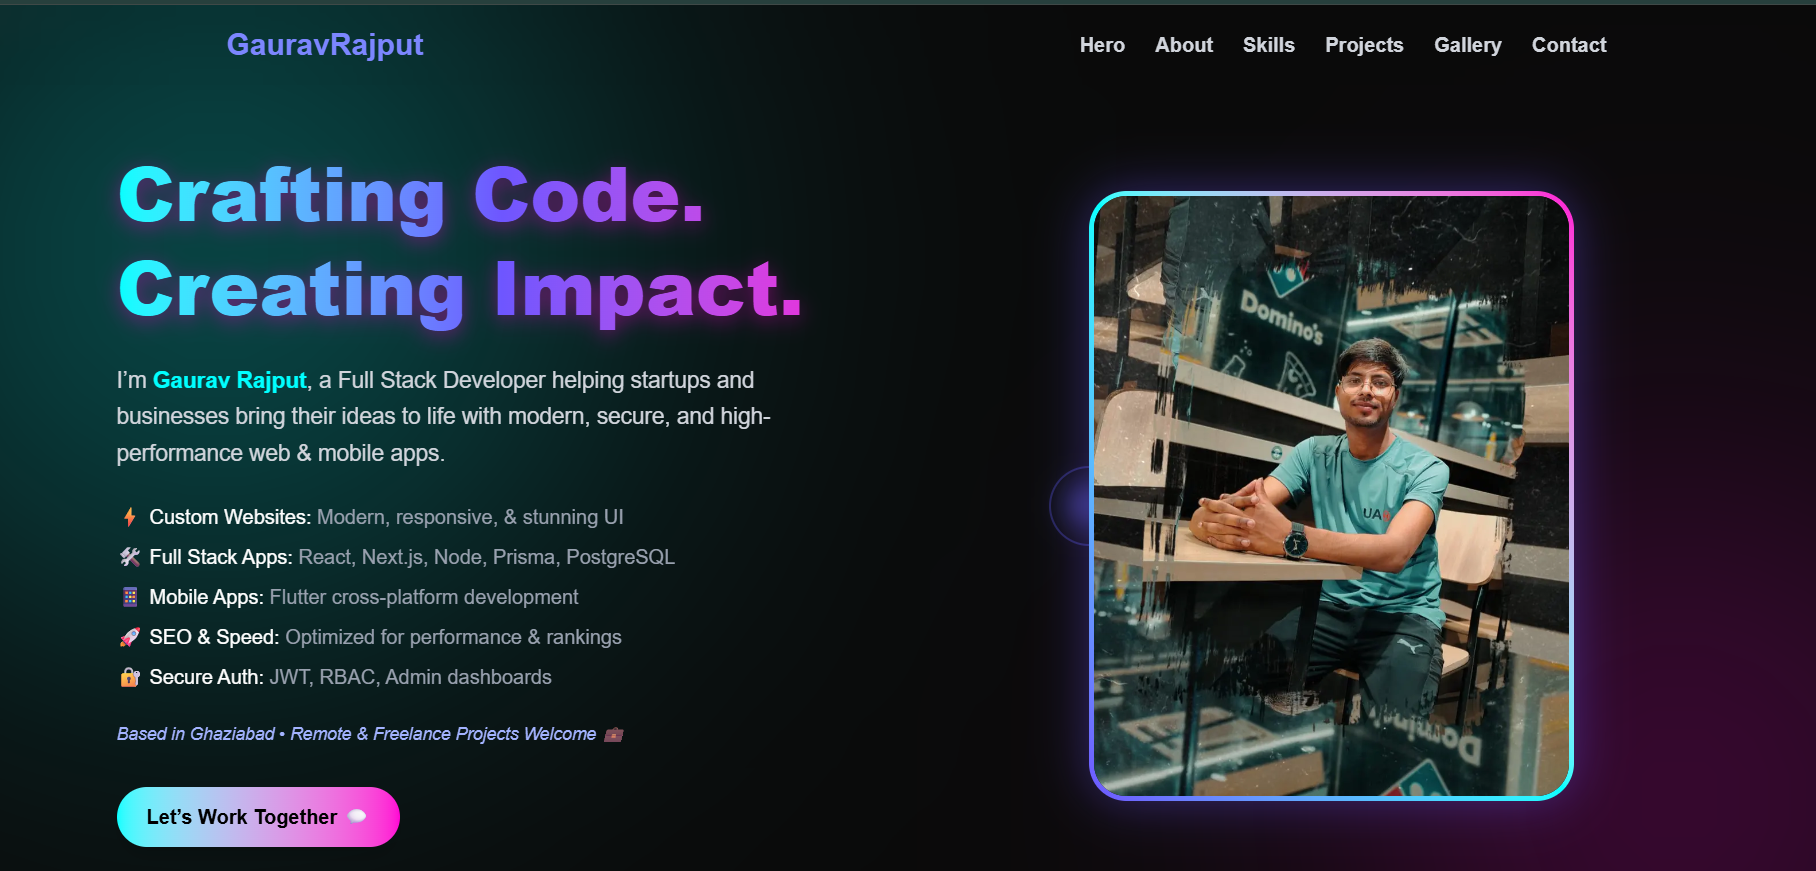 GauravRajput
Hero About Skills Projects Gallery Contact
Crafting Code.
Creating Impact.
I’m Gaurav Rajput, a Full Stack Developer helping startups and
businesses bring their ideas to life with modern, secure, and high-
performance web & mobile apps.
⚡ Custom Websites: Modern, responsive, & stunning UI
🛠️ Full Stack Apps: React, Next.js, Node, Prisma, PostgreSQL
📱 Mobile Apps: Flutter cross-platform development
🚀 SEO & Speed: Optimized for performance & rankings
🔐 Secure Auth: JWT, RBAC, Admin dashboards
Based in Ghaziabad • Remote & Freelance Projects Welcome 💼
Let’s Work Together 💬
Domino's
UA